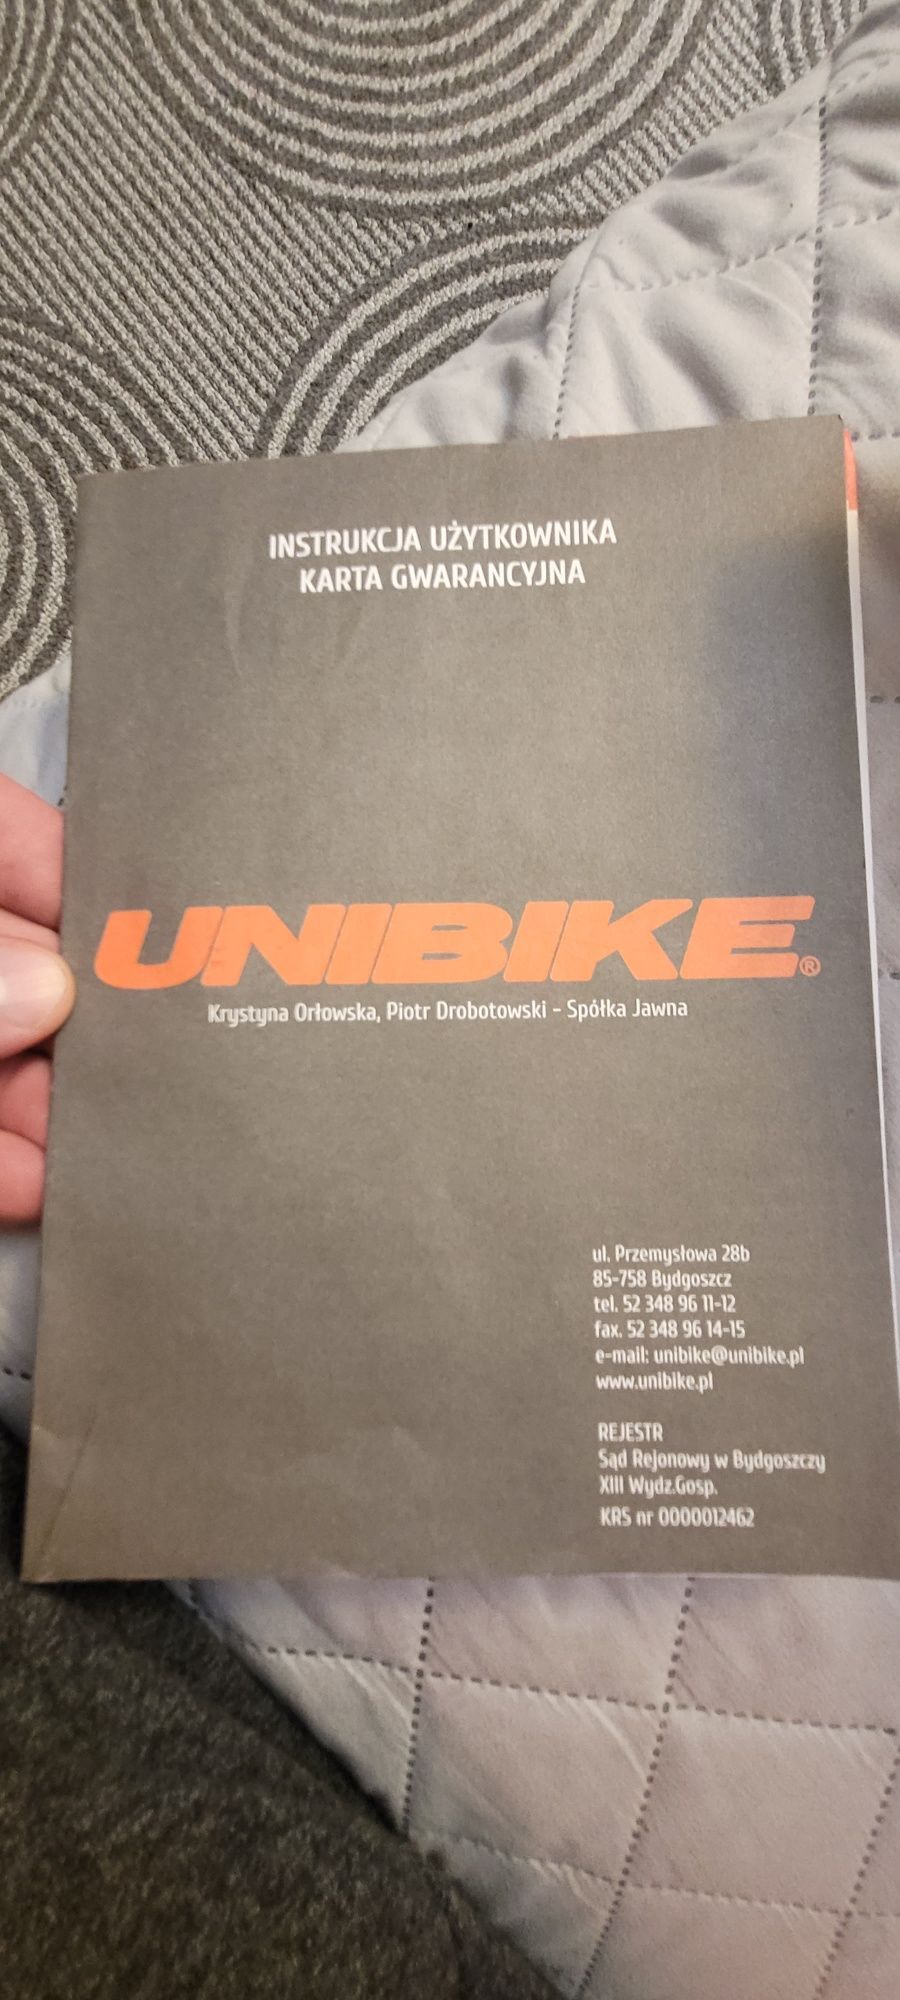 INSTRUKCJA UŻYTKOWNIKA
KARTA GWARANCYJNA
UNIBIKE®
Krystyna Orłowska, Piotr Drobotowski - Spółka Jawna
ul. Przemysłowa 28b
85-758 Bydgoszcz
tel. 52 348 96 11-12
fax. 52 348 96 14-15
e-mail: unibike@unibike.pl
www.unibike.pl
REJESTR
Sąd Rejonowy w Bydgoszczy
XIII Wydz.Gosp.
KRS nr 0000012462